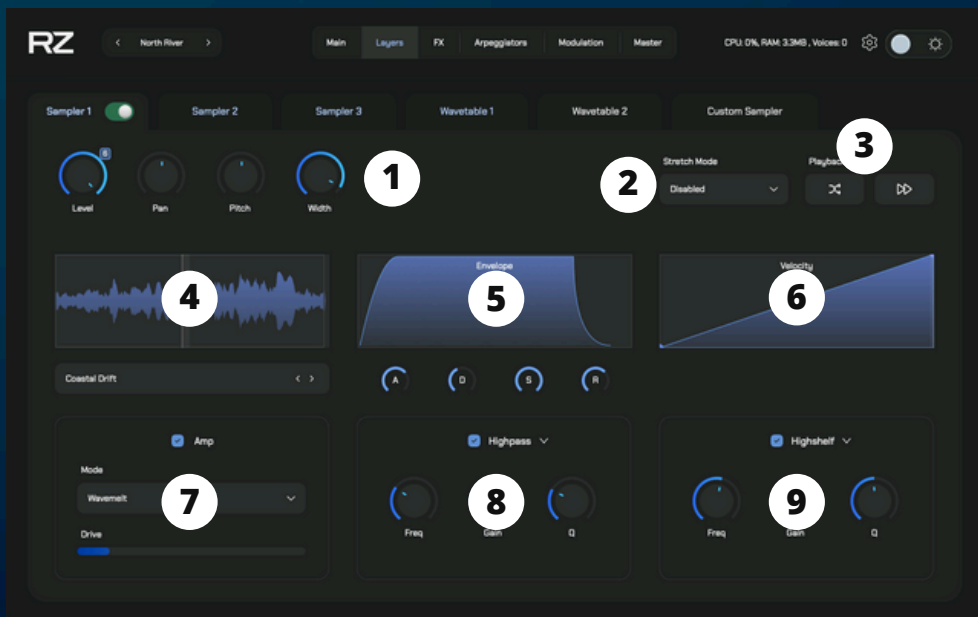 RZ
North River
Main Layers FX Arpeggiators Modulation Master
CPU: 0%, RAM: 3.3MB , Voices: 0
Sampler 1 Sampler 2 Sampler 3 Wavetable 1 Wavetable 2 Custom Sampler
6
1
Level Pan Pitch Width
2
Stretch Mode
Disabled
3
4
Envelope
5
Velocity
6
Coastal Drift
A D S R
Amp
Mode
Wavemelt
7
Drive
Highpass
8
Freq Gain Q
Highshelf
9
Freq Gain Q